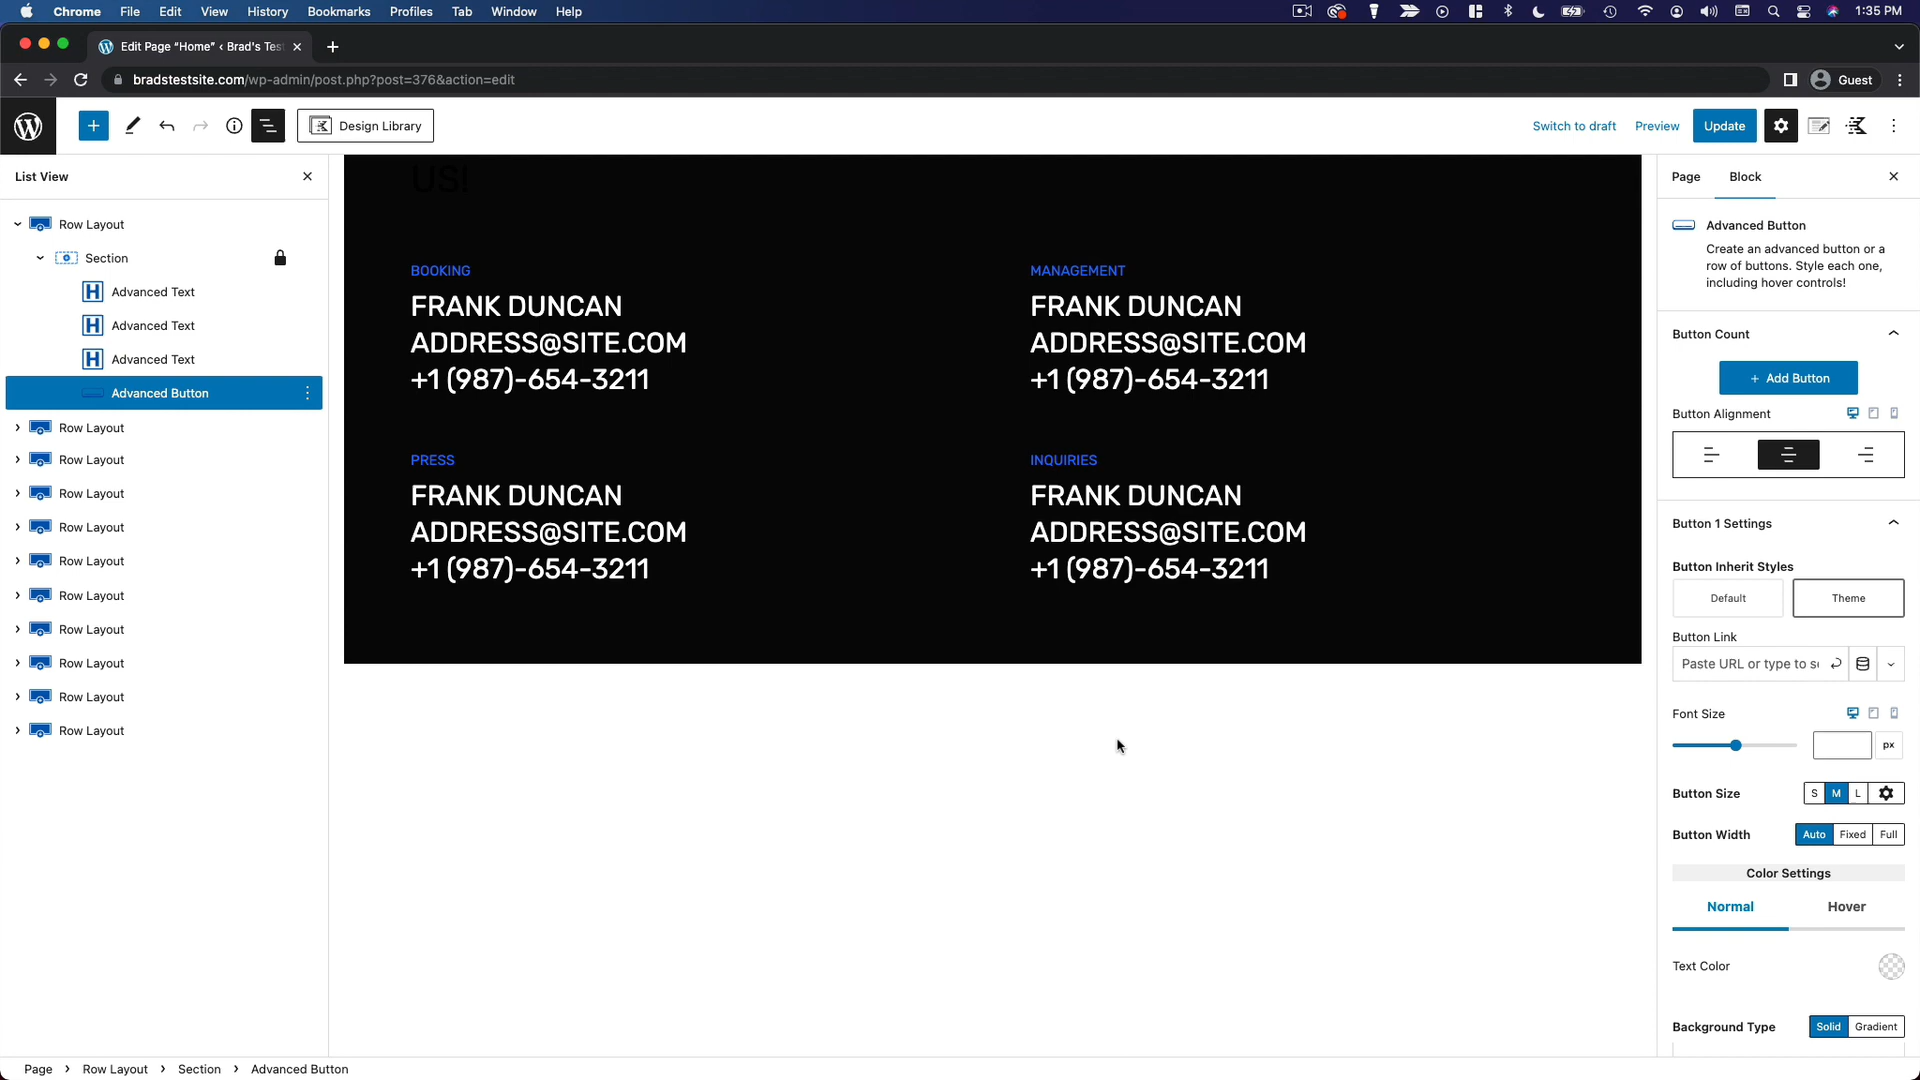 Chrome File Edit View History Bookmarks Profiles Tab Window Help 1:35 PM
Edit Page “Home” ‹ Brad's Test
bradstestsite.com/wp-admin/post.php?post=376&action=edit Guest
Design Library Switch to draft Preview Update
List View
Row Layout
Section
Advanced Text
Advanced Text
Advanced Text
Advanced Button
Row Layout
Row Layout
Row Layout
Row Layout
Row Layout
Row Layout
Row Layout
Row Layout
Row Layout
Row Layout
US!
BOOKING
FRANK DUNCAN
ADDRESS@SITE.COM
+1 (987)-654-3211
MANAGEMENT
FRANK DUNCAN
ADDRESS@SITE.COM
+1 (987)-654-3211
PRESS
FRANK DUNCAN
ADDRESS@SITE.COM
+1 (987)-654-3211
INQUIRIES
FRANK DUNCAN
ADDRESS@SITE.COM
+1 (987)-654-3211
Page Block
Advanced Button
Create an advanced button or a
row of buttons. Style each one,
including hover controls!
Button Count
+ Add Button
Button Alignment
Button 1 Settings
Button Inherit Styles
Default Theme
Button Link
Paste URL or type to se
Font Size
px
Button Size S M L
Button Width Auto Fixed Full
Color Settings
Normal Hover
Text Color
Background Type Solid Gradient
Page › Row Layout › Section › Advanced Button